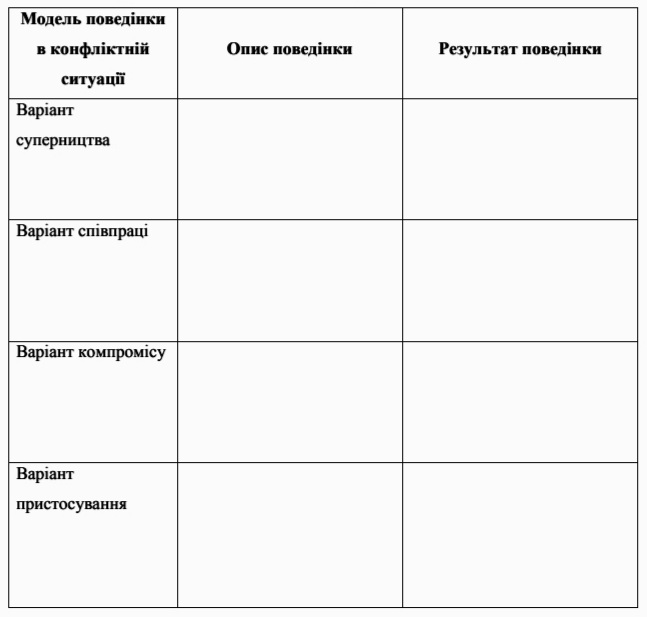 Модель поведінки
в конфліктній
ситуації
Опис поведінки
Результат поведінки
Варіант
суперництва
Варіант співпраці
Варіант компромісу
Варіант
пристосування